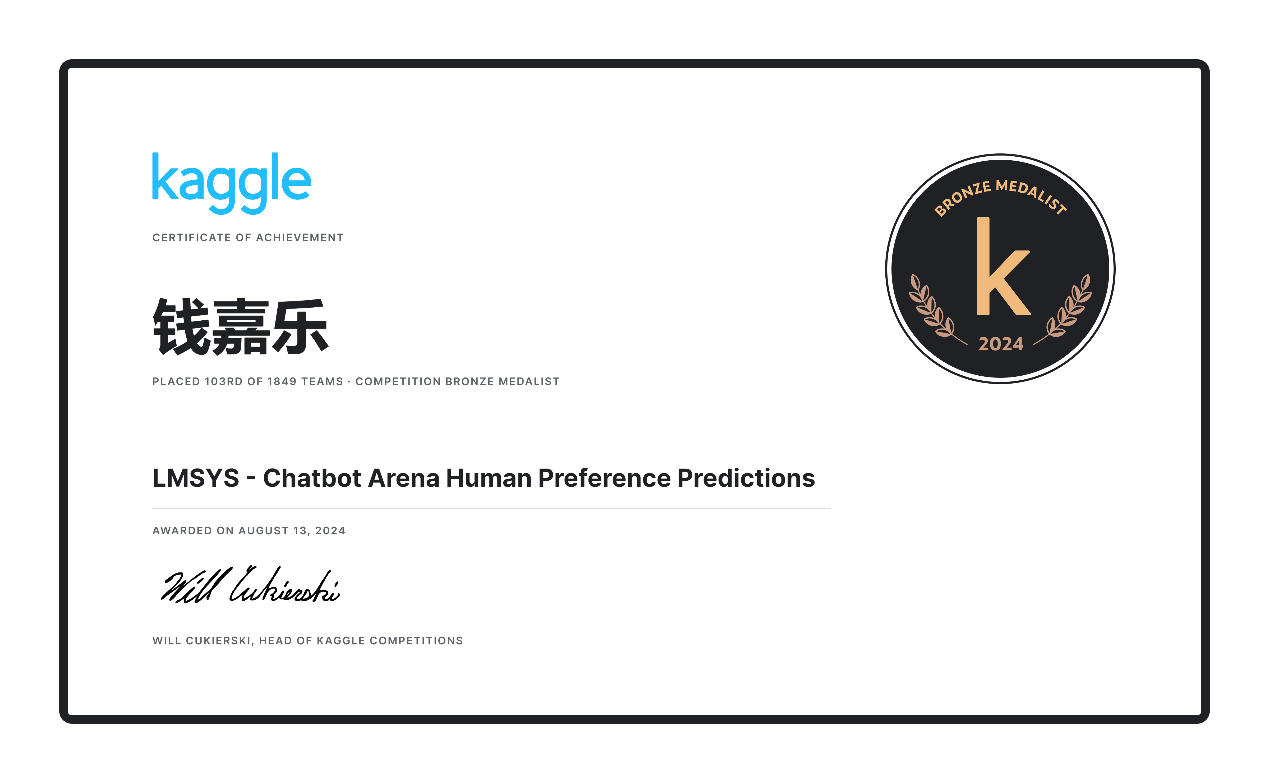 kaggle
CERTIFICATE OF ACHIEVEMENT
钱嘉乐
PLACED 103RD OF 1849 TEAMS · COMPETITION BRONZE MEDALIST
BRONZE MEDALIST
k
2024
LMSYS - Chatbot Arena Human Preference Predictions
AWARDED ON AUGUST 13, 2024
Will Cukierski
WILL CUKIERSKI, HEAD OF KAGGLE COMPETITIONS